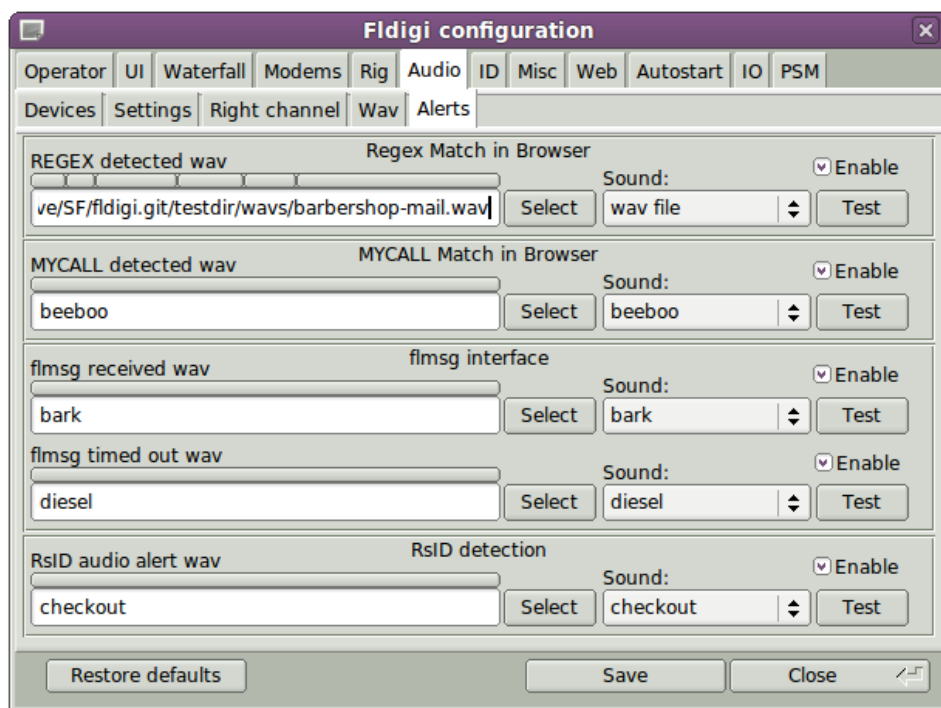 Fldigi configuration
Operator UI Waterfall Modems Rig Audio ID Misc Web Autostart IO PSM
Devices Settings Right channel Wav Alerts
Regex Match in Browser
REGEX detected wav Sound: Enable
ve/SF/fldigi.git/testdir/wavs/barbershop-mail.wav Select wav file Test
MYCALL Match in Browser
MYCALL detected wav Sound: Enable
beeboo Select beeboo Test
flmsg interface
flmsg received wav Sound: Enable
bark Select bark Test
flmsg timed out wav Sound: Enable
diesel Select diesel Test
RsID detection
RsID audio alert wav Sound: Enable
checkout Select checkout Test
Restore defaults Save Close